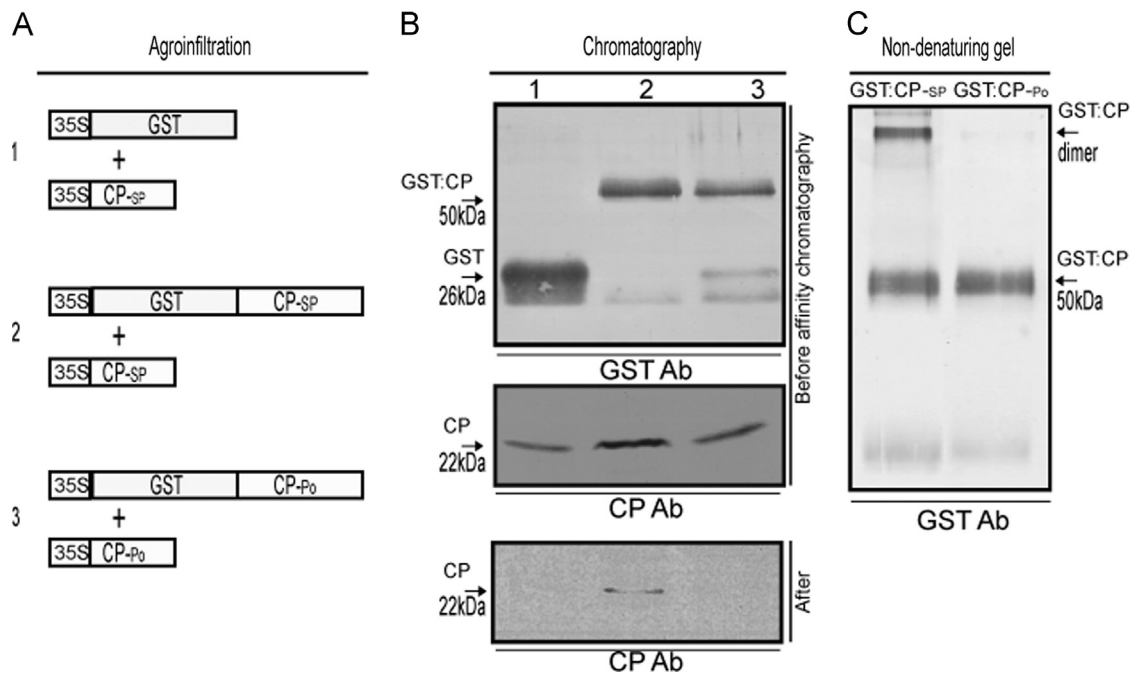 A
Agroinfiltration
1
35S GST
+
35S CP-SP
2
35S GST CP-SP
+
35S CP-SP
3
35S GST CP-Po
+
35S CP-Po
B
Chromatography
1 2 3
GST:CP
50kDa
GST
26kDa
GST Ab
CP
22kDa
CP Ab
Before affinity chromatography
CP
22kDa
CP Ab
After
C
Non-denaturing gel
GST:CP-SP GST:CP-Po
GST:CP
dimer
GST:CP
50kDa
GST Ab